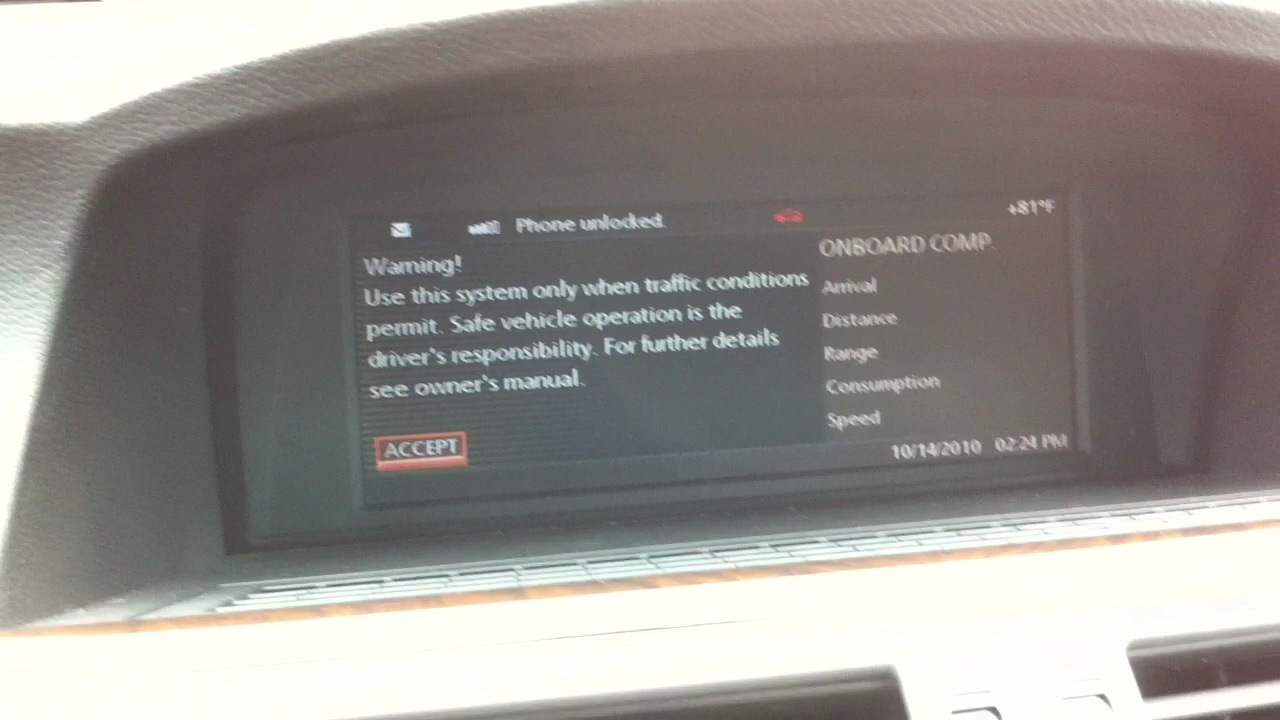 Phone unlocked.
+81°F
Warning!
Use this system only when traffic conditions
permit. Safe vehicle operation is the
driver's responsibility. For further details
see owner's manual.
ACCEPT
ONBOARD COMP.
Arrival
Distance
Range
Consumption
Speed
10/14/2010 02:24 PM